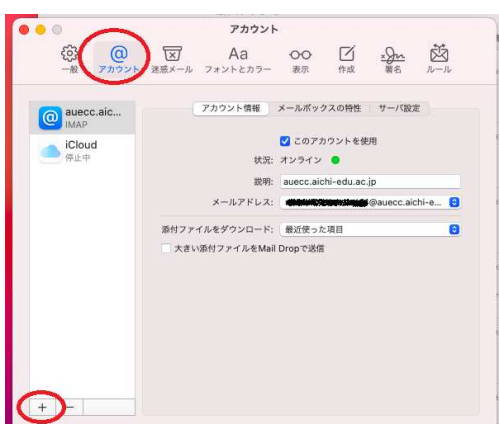 アカウント
一般 アカウント 迷惑メール フォントとカラー 表示 作成 署名 ルール
auecc.aic...
IMAP
iCloud
停止中
アカウント情報 メールボックスの特性 サーバ設定
このアカウントを使用
状況: オンライン
説明: auecc.aichi-edu.ac.jp
メールアドレス: @auecc.aichi-e...
添付ファイルをダウンロード: 最近使った項目
大きい添付ファイルをMail Dropで送信